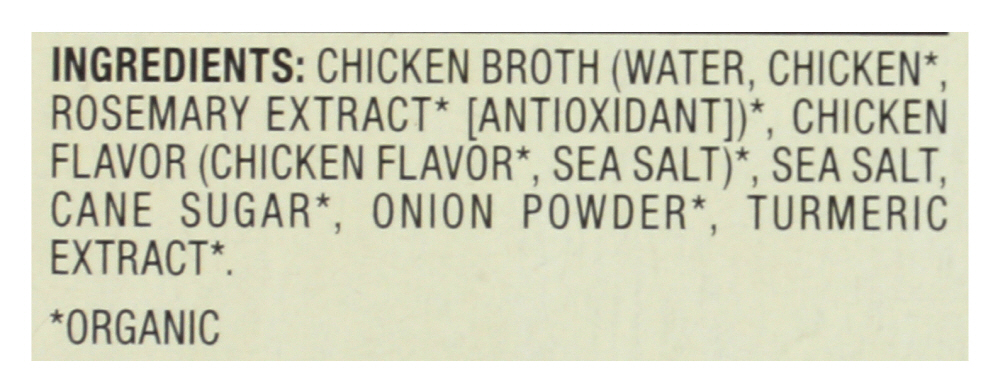 INGREDIENTS: CHICKEN BROTH (WATER, CHICKEN*,
ROSEMARY EXTRACT* [ANTIOXIDANT])*, CHICKEN
FLAVOR (CHICKEN FLAVOR*, SEA SALT)*, SEA SALT,
CANE SUGAR*, ONION POWDER*, TURMERIC
EXTRACT*.
*ORGANIC